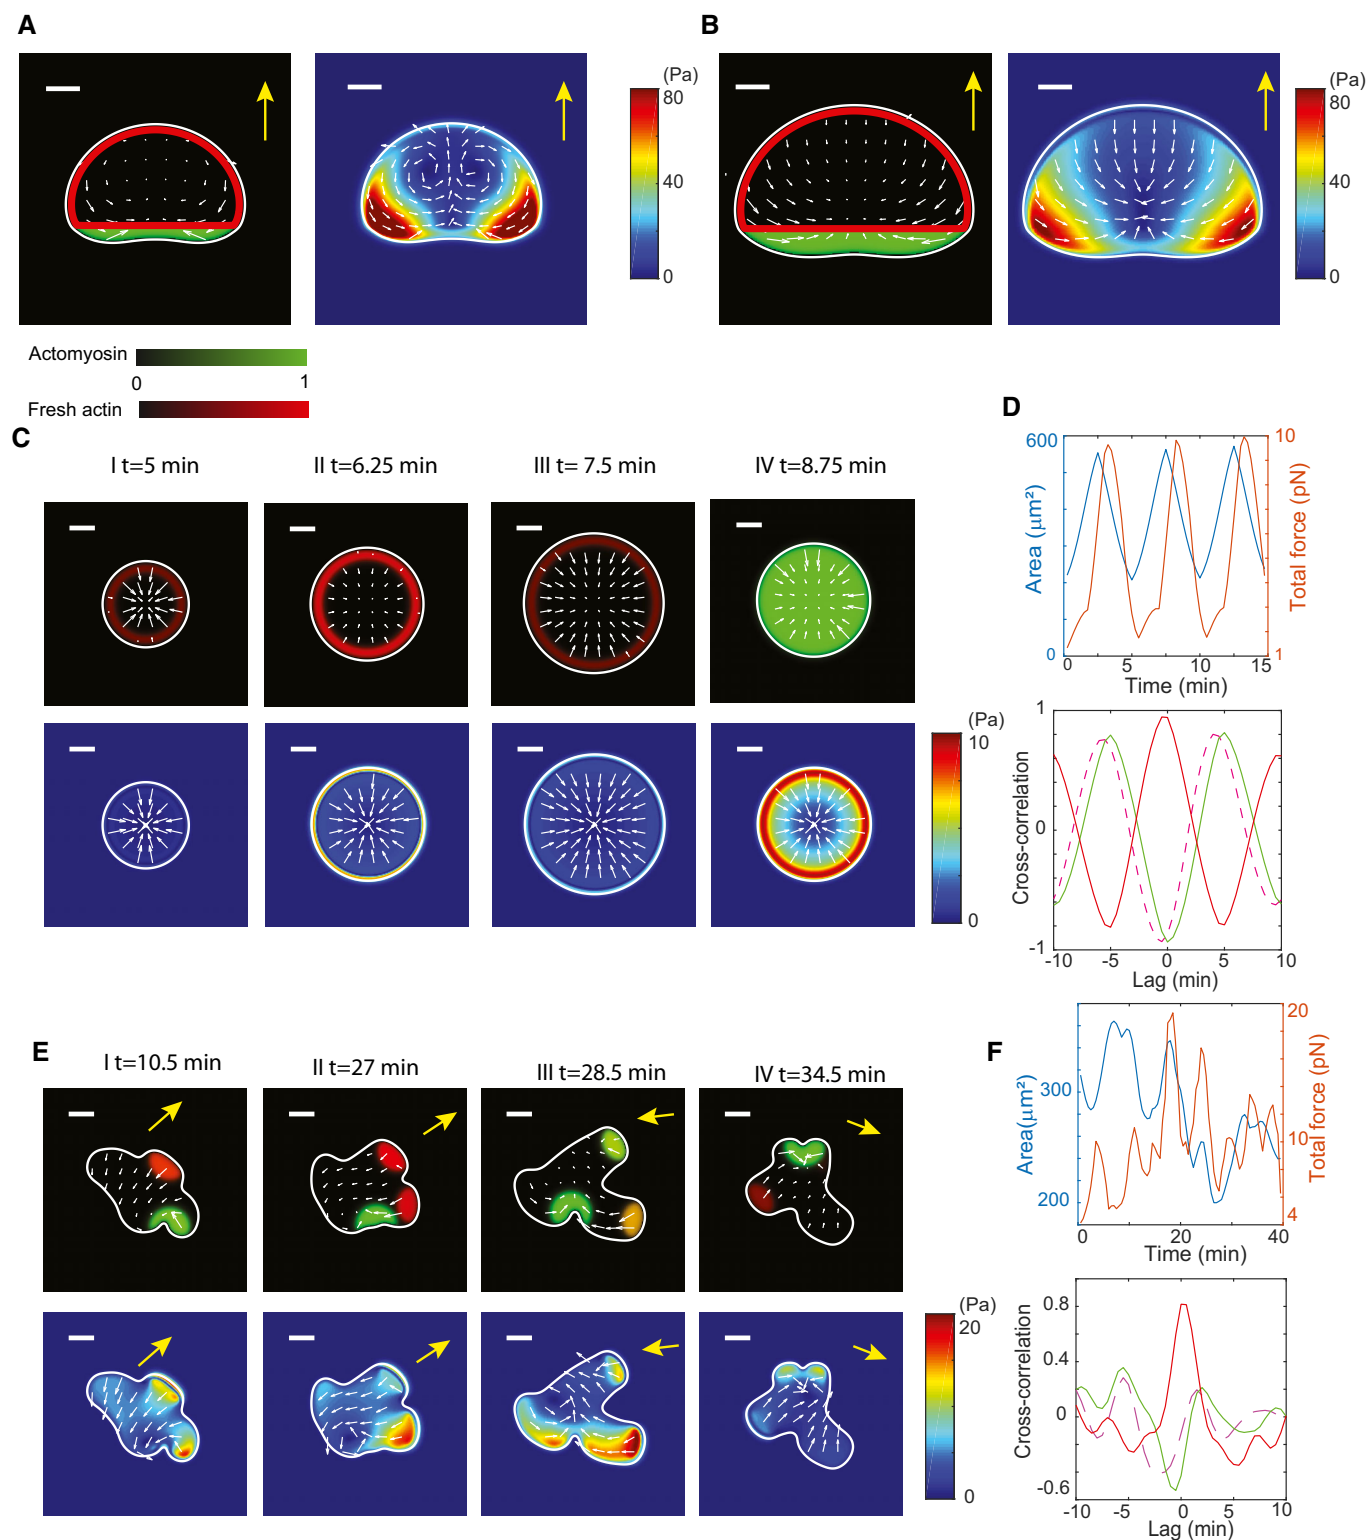 A
B
(Pa)
80
40
0
(Pa)
80
40
0
Actomyosin
0
1
Fresh actin
C
I t=5 min
II t=6.25 min
III t= 7.5 min
IV t=8.75 min
(Pa)
10
0
D
600
Area (μm²)
0
10
Total force (pN)
1
5
10
15
Time (min)
1
Cross-correlation
0
-1
-10
-5
0
5
10
Lag (min)
E
I t=10.5 min
II t=27 min
III t=28.5 min
IV t=34.5 min
(Pa)
20
0
F
Area(μm²)
300
200
20
Total force (pN)
10
4
0
20
40
Time (min)
Cross-correlation
0.8
0.4
0
-0.6
-10
-5
0
5
10
Lag (min)